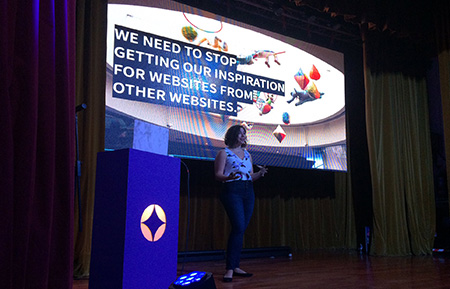 WE NEED TO STOP
GETTING OUR INSPIRATION
FOR WEBSITES FROM
OTHER WEBSITES.